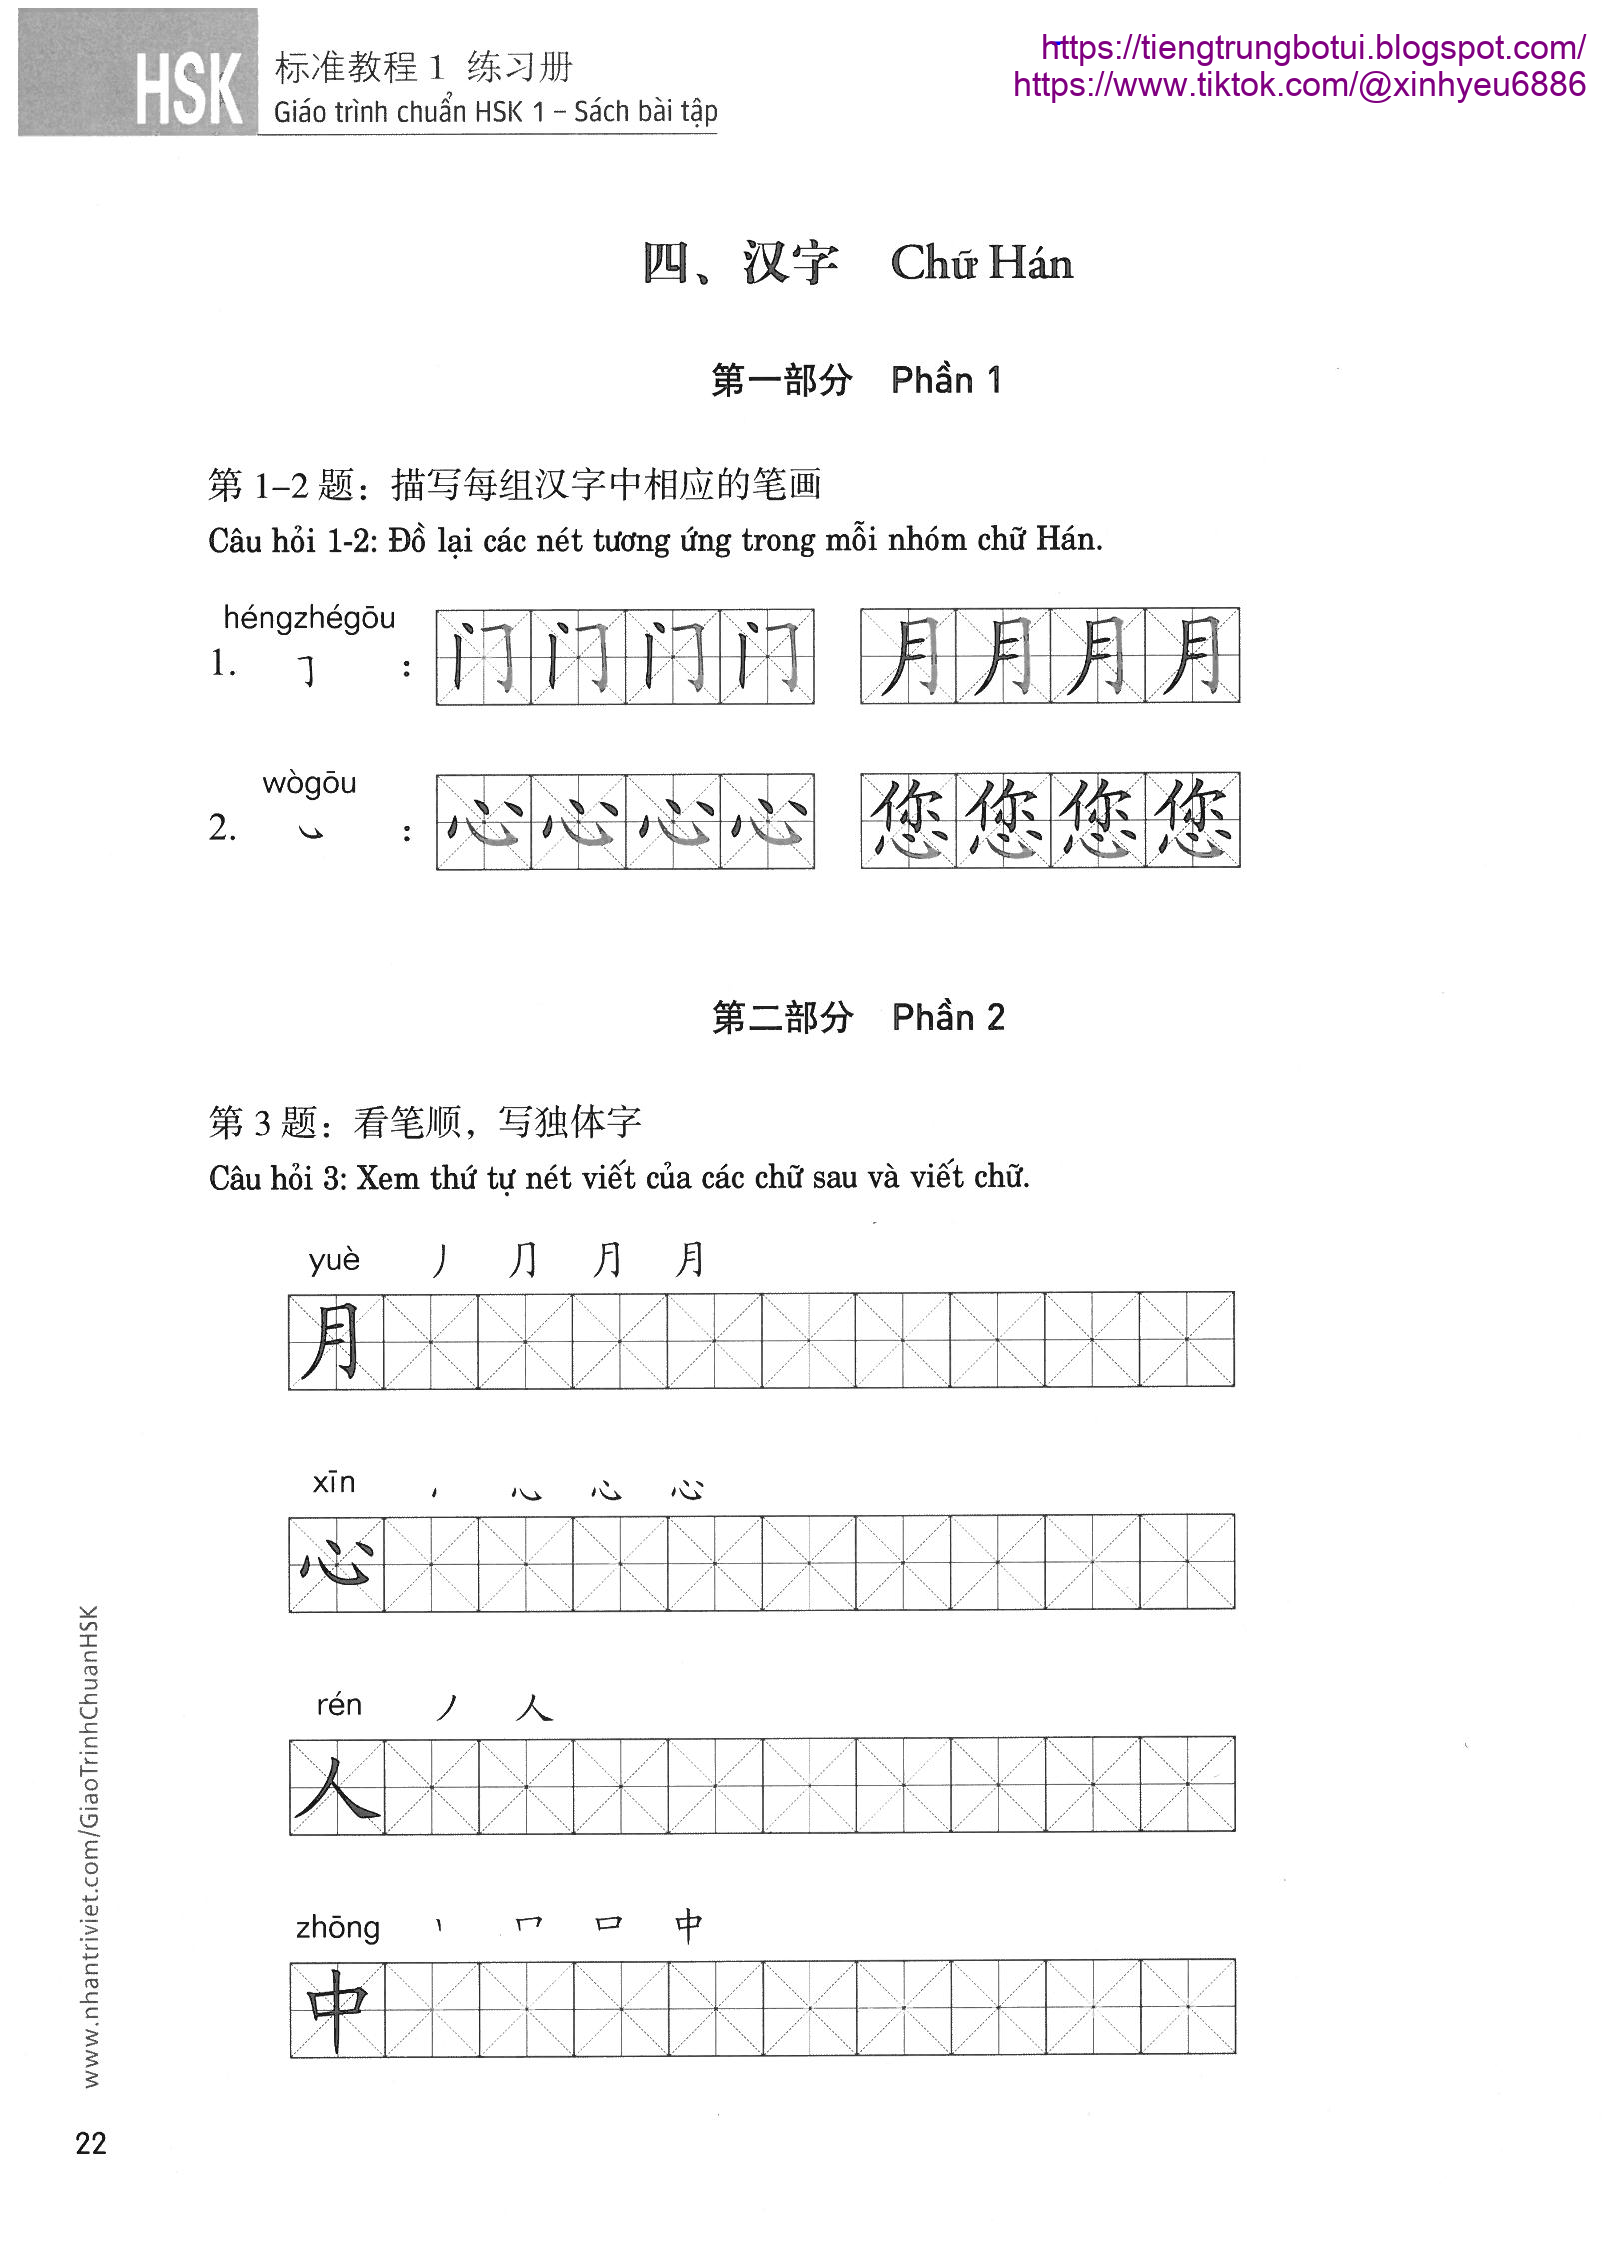 https://tiengtrungbotui.blogspot.com/
https://www.tiktok.com/@xinhyeu6886
HSK
标准教程 1 练习册
Giáo trình chuẩn HSK 1 – Sách bài tập
四、汉字 Chữ Hán
第一部分 Phần 1
第 1–2 题：描写每组汉字中相应的笔画
Câu hỏi 1-2: Đồ lại các nét tương ứng trong mỗi nhóm chữ Hán.
héngzhégōu
1. ㇆ : 门 门 门 门 月 月 月 月
wògōu
2. ㇃ : 心 心 心 心 您 您 您 您
第二部分 Phần 2
第 3 题：看笔顺，写独体字
Câu hỏi 3: Xem thứ tự nét viết của các chữ sau và viết chữ.
yuè 丿 ⺆ 月 月
月
xīn 心
心
rén 丿 人
人
zhōng 丨 冖 口 中
中
www.nhantriviet.com/GiaoTrinhChuanHSK
22